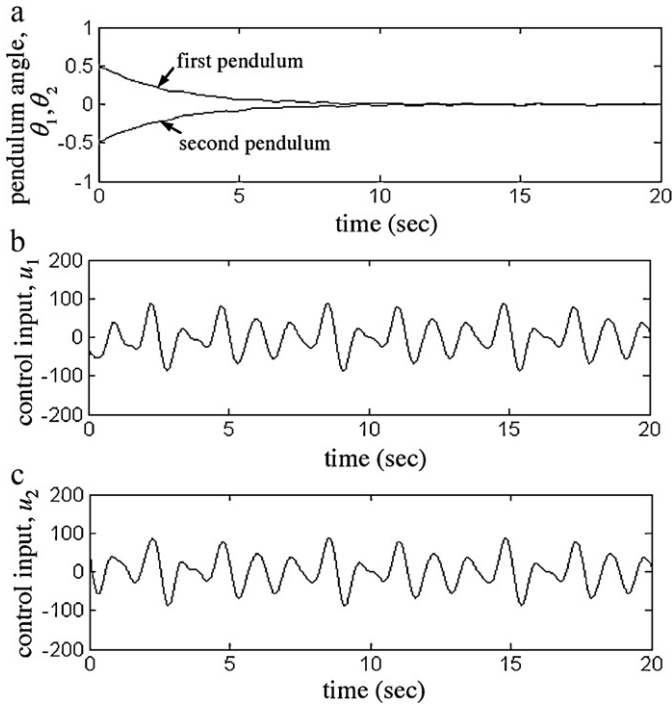 a
pendulum angle,
θ1,θ2
1
0.5
0
-0.5
-1
first pendulum
second pendulum
0
5
10
15
20
time (sec)
b
control input, u1
200
100
0
-100
-200
0
5
10
15
20
time (sec)
c
control input, u2
200
100
0
-100
-200
0
5
10
15
20
time (sec)